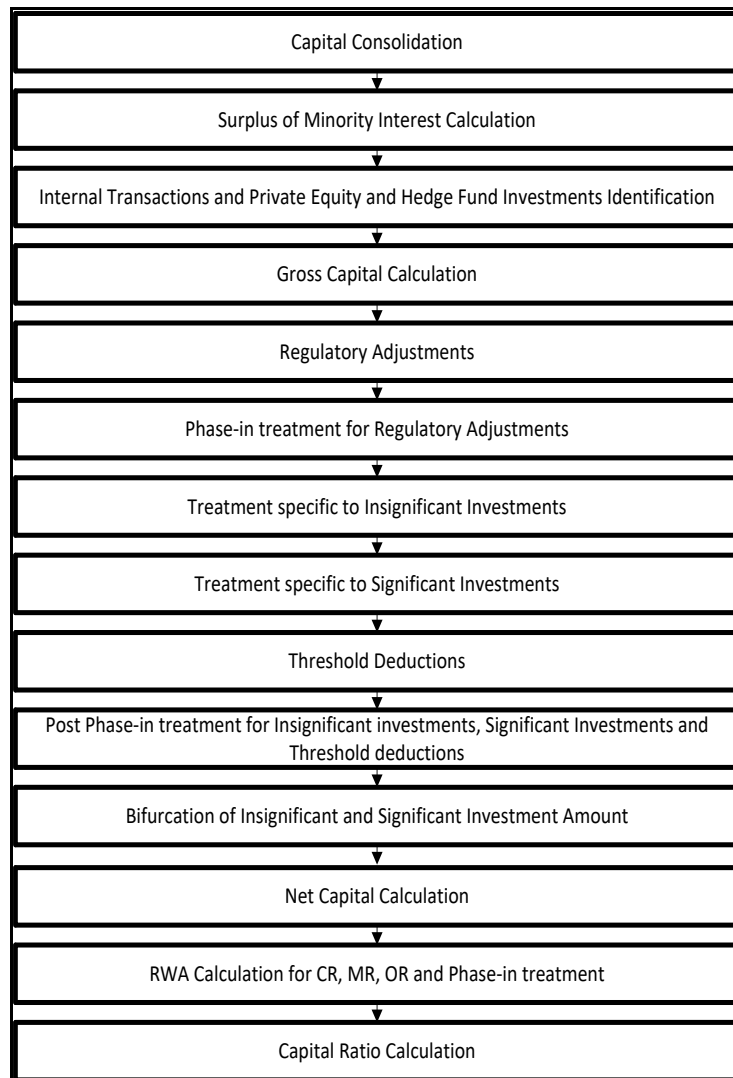 Capital Consolidation
Surplus of Minority Interest Calculation
Internal Transactions and Private Equity and Hedge Fund Investments Identification
Gross Capital Calculation
Regulatory Adjustments
Phase-in treatment for Regulatory Adjustments
Treatment specific to Insignificant Investments
Treatment specific to Significant Investments
Threshold Deductions
Post Phase-in treatment for Insignificant investments, Significant Investments and
Threshold deductions
Bifurcation of Insignificant and Significant Investment Amount
Net Capital Calculation
RWA Calculation for CR, MR, OR and Phase-in treatment
Capital Ratio Calculation